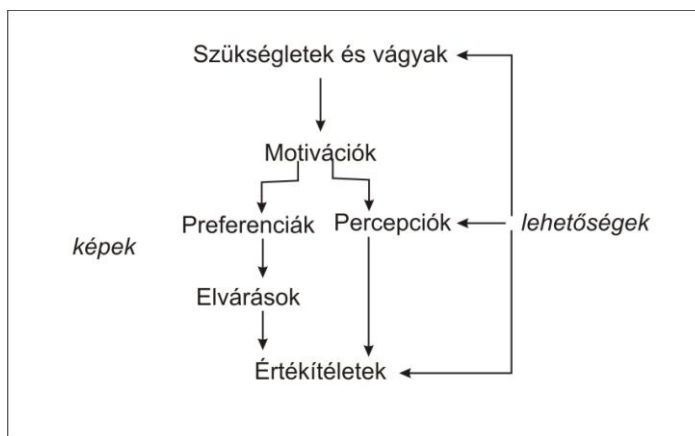 Szükségletek és vágyak
Motivációk
Preferenciák
Percepciók
lehetőségek
képek
Elvárások
Értékítéletek